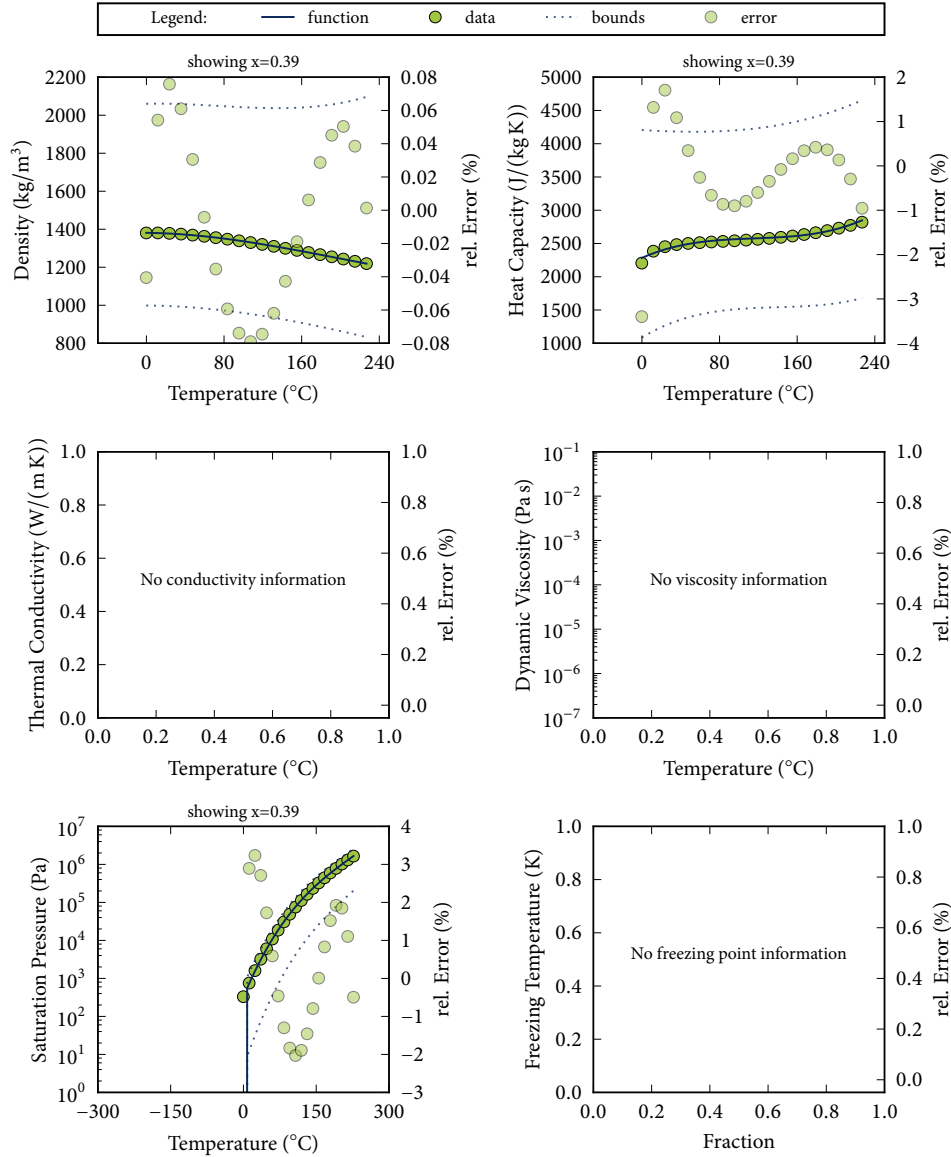 Legend: function data bounds error
showing x=0.39
2200
2000
1800
1600
1400
1200
1000
800
Density (kg/m³)
0.08
0.06
0.04
0.02
0.00
−0.02
−0.04
−0.06
−0.08
rel. Error (%)
0 80 160 240
Temperature (°C)
showing x=0.39
5000
4500
4000
3500
3000
2500
2000
1500
1000
Heat Capacity (J/(kg K))
2
1
0
−1
−2
−3
−4
rel. Error (%)
0 80 160 240
Temperature (°C)
1.0
0.8
0.6
0.4
0.2
0.0
Thermal Conductivity (W/(m K))
No conductivity information
1.0
0.8
0.6
0.4
0.2
0.0
rel. Error (%)
0.0 0.2 0.4 0.6 0.8 1.0
Temperature (°C)
10⁻¹
10⁻²
10⁻³
10⁻⁴
10⁻⁵
10⁻⁶
10⁻⁷
Dynamic Viscosity (Pa s)
No viscosity information
1.0
0.8
0.6
0.4
0.2
0.0
rel. Error (%)
0.0 0.2 0.4 0.6 0.8 1.0
Temperature (°C)
showing x=0.39
10⁷
10⁶
10⁵
10⁴
10³
10²
10¹
10⁰
Saturation Pressure (Pa)
4
3
2
1
0
−1
−2
−3
rel. Error (%)
−300 −150 0 150 300
Temperature (°C)
1.0
0.8
0.6
0.4
0.2
0.0
Freezing Temperature (K)
No freezing point information
1.0
0.8
0.6
0.4
0.2
0.0
rel. Error (%)
0.0 0.2 0.4 0.6 0.8 1.0
Fraction